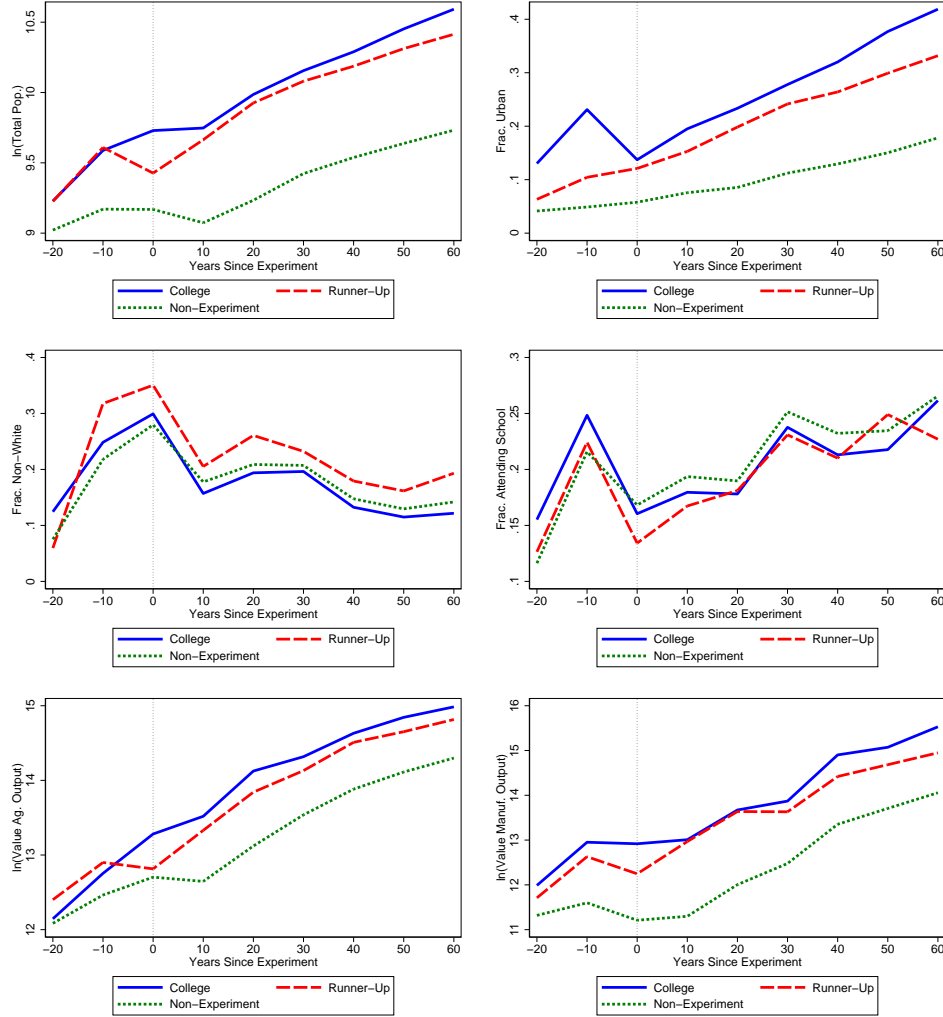 ln(Total Pop.)
10.5
10
9.5
9
−20 −10 0 10 20 30 40 50 60
Years Since Experiment
College Runner−Up
Non−Experiment
Frac. Urban
.4
.3
.2
.1
0
−20 −10 0 10 20 30 40 50 60
Years Since Experiment
College Runner−Up
Non−Experiment
Frac. Non−White
.4
.3
.2
.1
0
−20 −10 0 10 20 30 40 50 60
Years Since Experiment
College Runner−Up
Non−Experiment
Frac. Attending School
.3
.25
.2
.15
.1
−20 −10 0 10 20 30 40 50 60
Years Since Experiment
College Runner−Up
Non−Experiment
ln(Value Ag. Output)
15
14
13
12
−20 −10 0 10 20 30 40 50 60
Years Since Experiment
College Runner−Up
Non−Experiment
ln(Value Manuf. Output)
16
15
14
13
12
11
−20 −10 0 10 20 30 40 50 60
Years Since Experiment
College Runner−Up
Non−Experiment